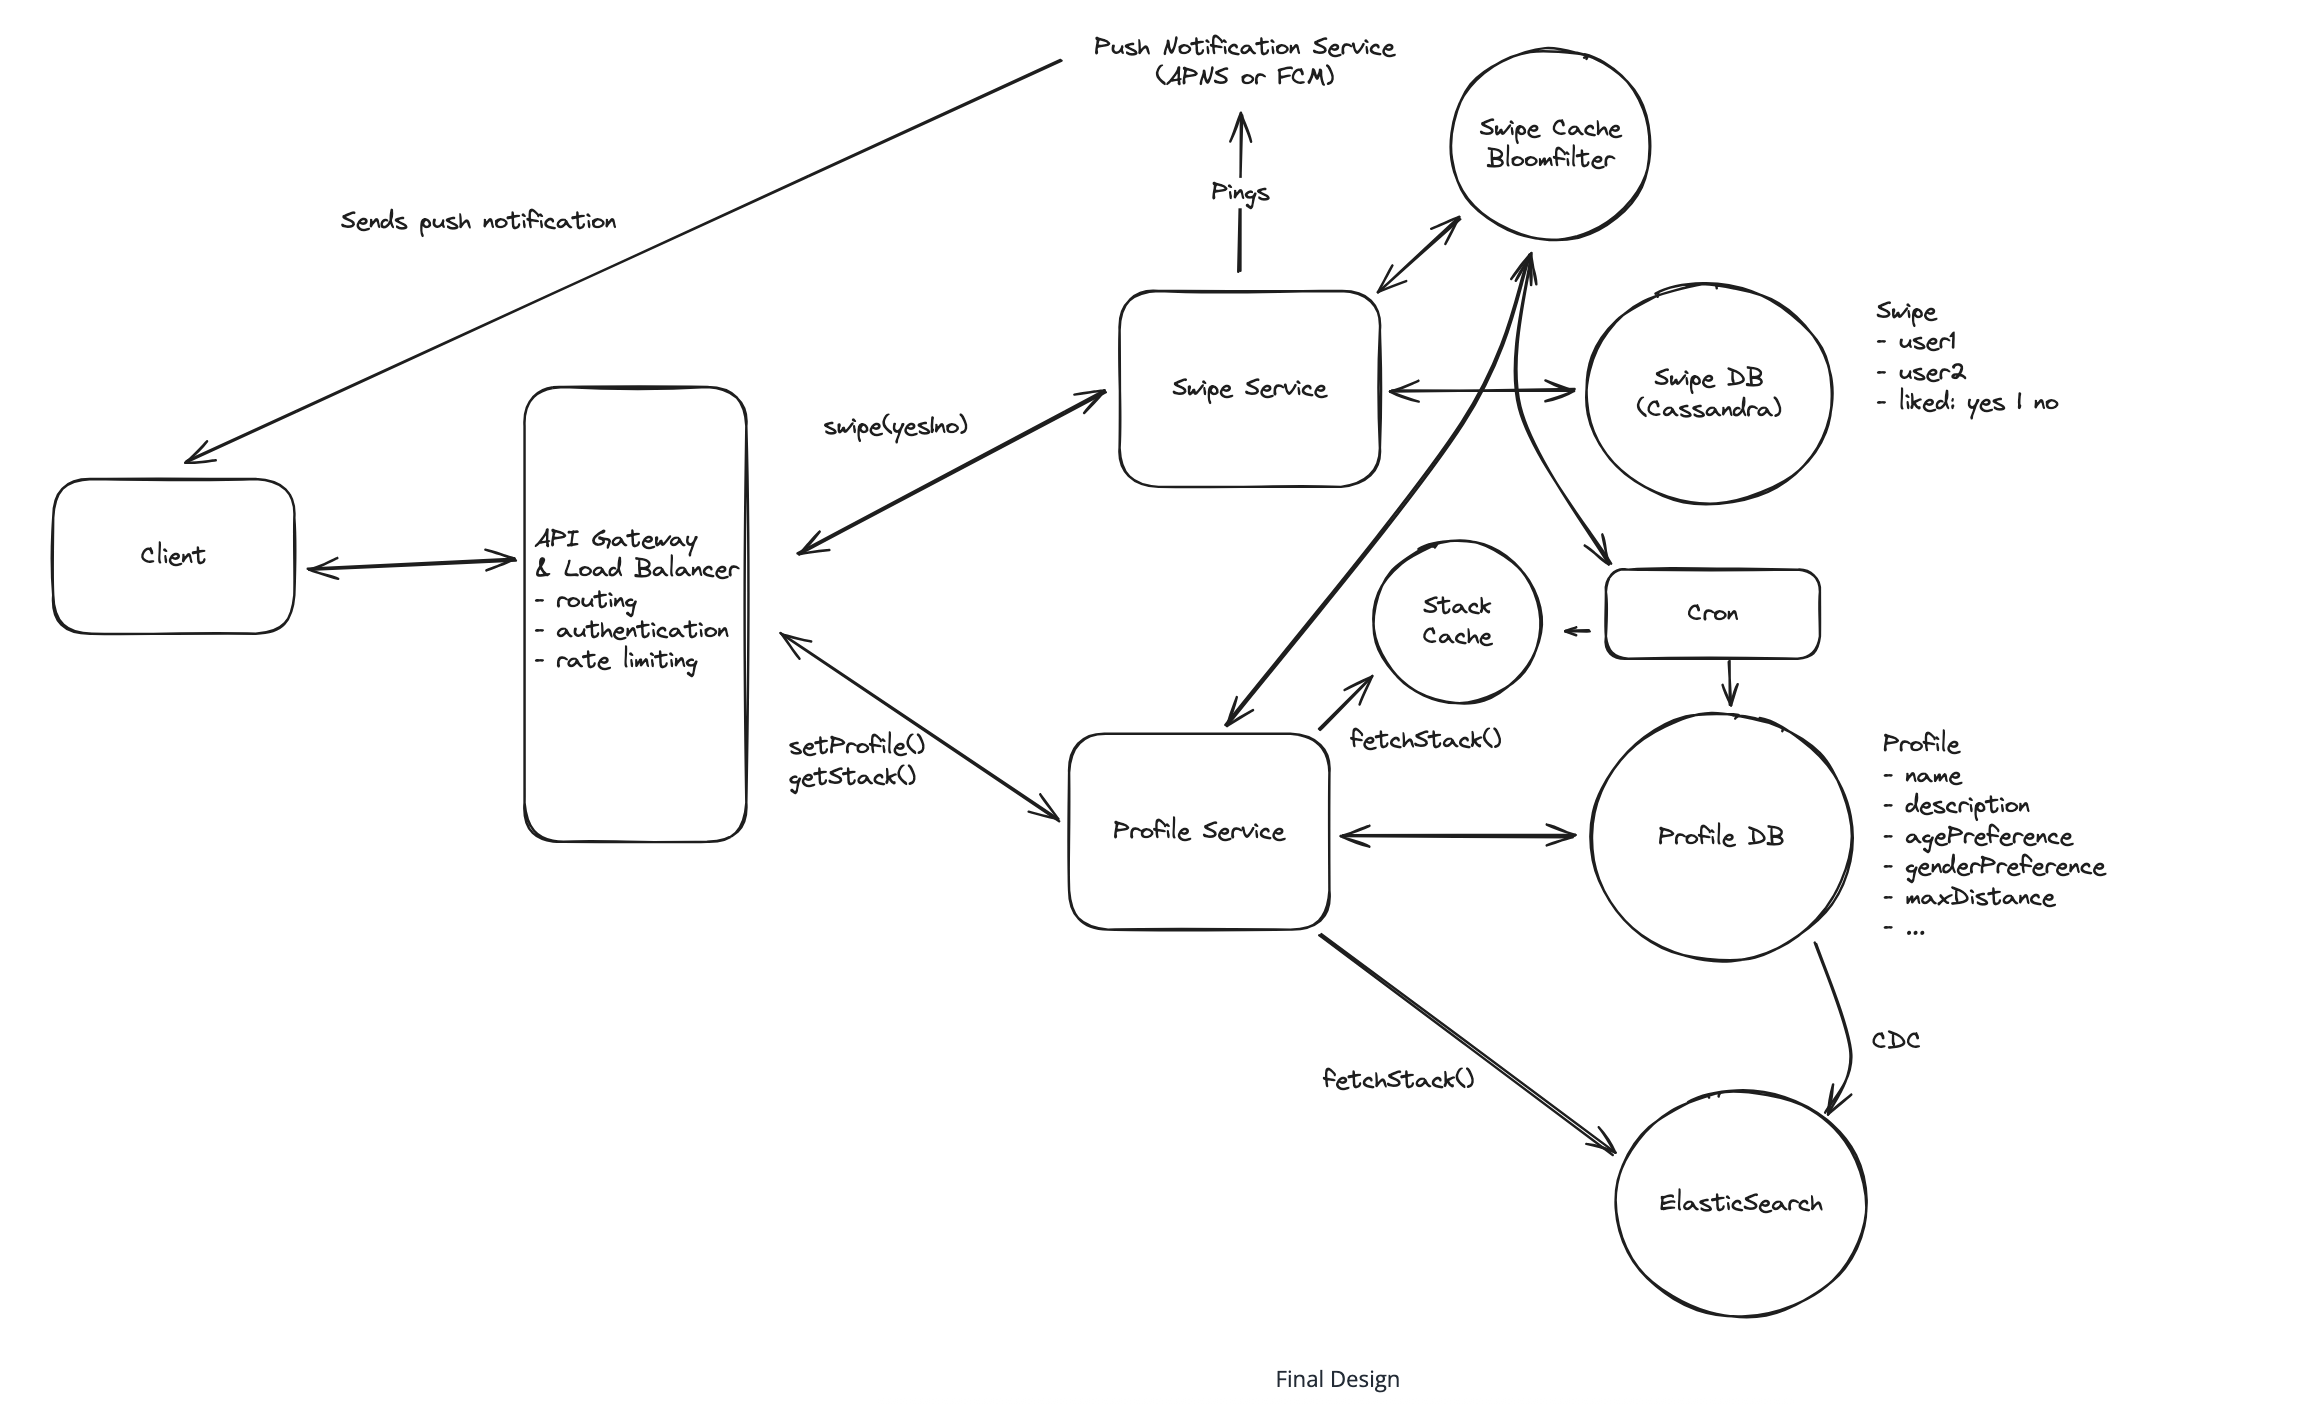 Push Notification Service
(APNS or FCM)
Swipe Cache
Bloomfilter
Pings
Sends push notification
Swipe Service
Swipe DB
(Cassandra)
Swipe
- user1
- user2
- liked: yes | no
swipe(yes|no)
Client
API Gateway
& Load Balancer
- routing
- authentication
- rate limiting
Stack
Cache
Cron
fetchStack()
setProfile()
getStack()
Profile Service
Profile DB
Profile
- name
- description
- agePreference
- genderPreference
- maxDistance
- ...
CDC
fetchStack()
ElasticSearch
Final Design